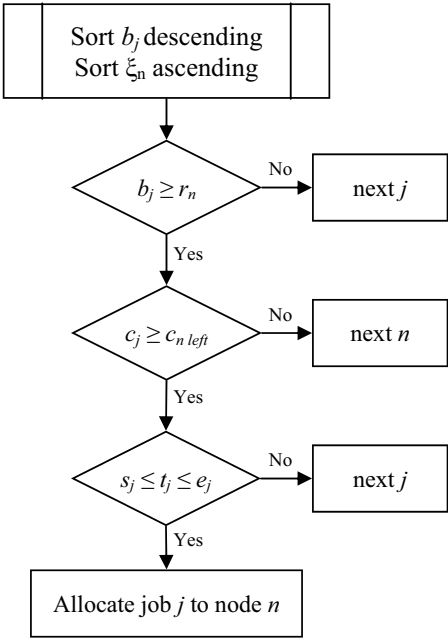 Sort b_j descending
Sort ξ_n ascending
b_j ≥ r_n
No
next j
Yes
c_j ≥ c_{n left}
No
next n
Yes
s_j ≤ t_j ≤ e_j
No
next j
Yes
Allocate job j to node n